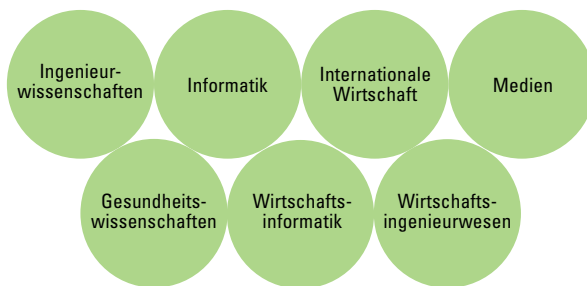 Ingenieur-
wissenschaften
Informatik
Internationale
Wirtschaft
Medien
Gesundheits-
wissenschaften
Wirtschafts-
informatik
Wirtschafts-
ingenieurwesen